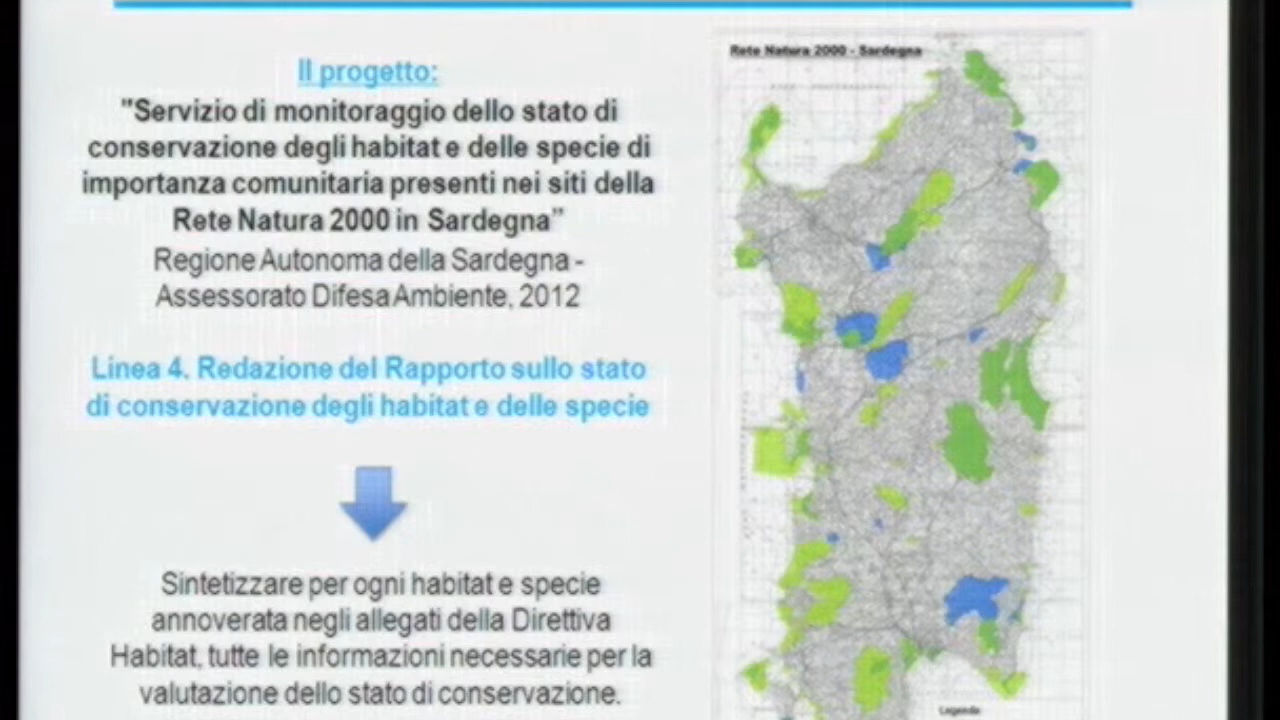 Il progetto:
"Servizio di monitoraggio dello stato di
conservazione degli habitat e delle specie di
importanza comunitaria presenti nei siti della
Rete Natura 2000 in Sardegna”
Regione Autonoma della Sardegna -
Assessorato Difesa Ambiente, 2012
Linea 4. Redazione del Rapporto sullo stato
di conservazione degli habitat e delle specie
Sintetizzare per ogni habitat e specie
annoverata negli allegati della Direttiva
Habitat, tutte le informazioni necessarie per la
valutazione dello stato di conservazione.
Rete Natura 2000 - Sardegna
Legenda